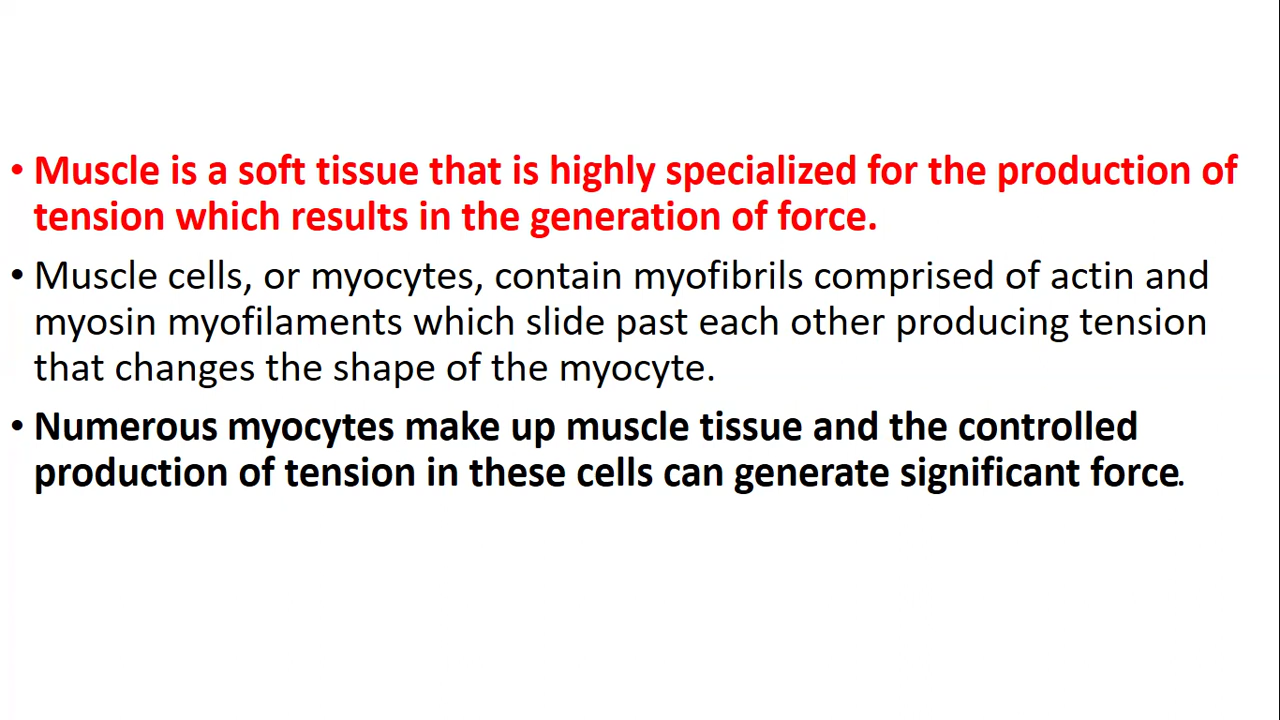 • Muscle is a soft tissue that is highly specialized for the production of
tension which results in the generation of force.
• Muscle cells, or myocytes, contain myofibrils comprised of actin and
myosin myofilaments which slide past each other producing tension
that changes the shape of the myocyte.
• Numerous myocytes make up muscle tissue and the controlled
production of tension in these cells can generate significant force.